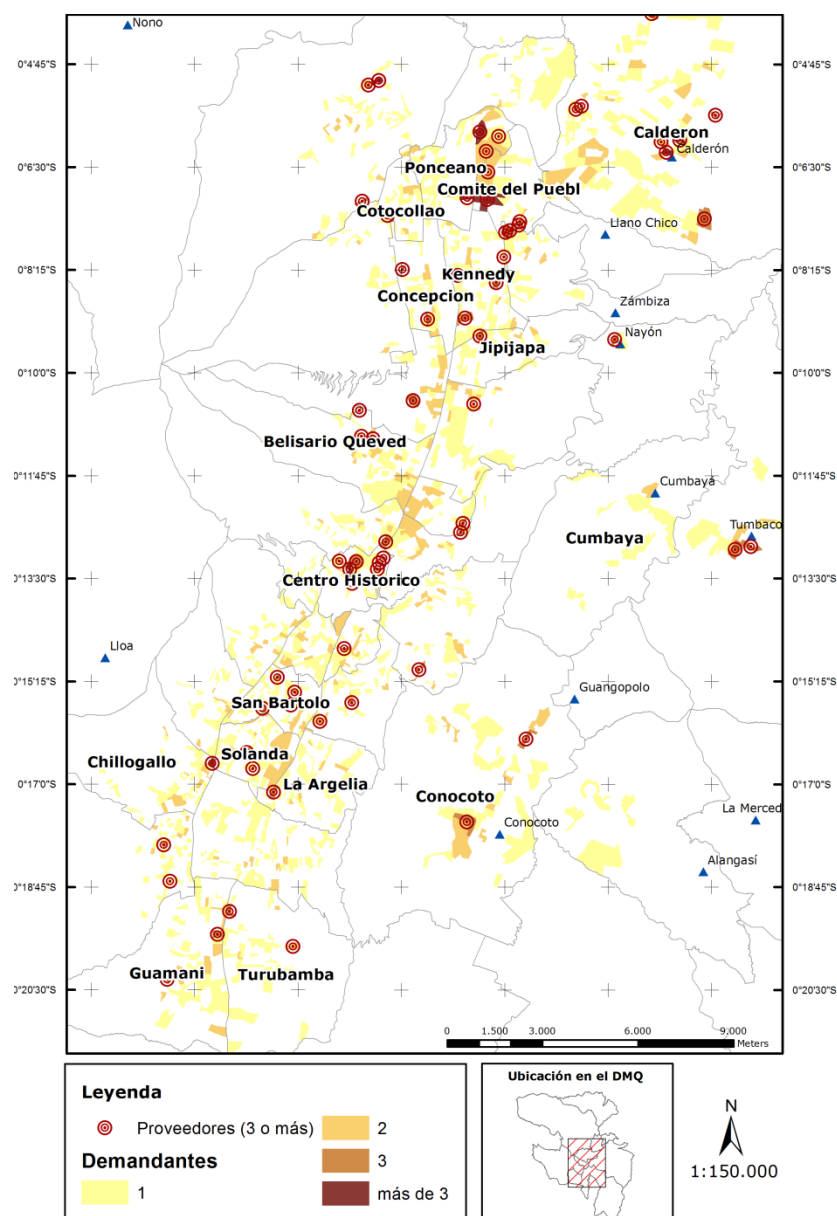 Nono
0°4'45"S
0°4'45"S
Calderon
Calderón
0°6'30"S
0°6'30"S
Ponceano
Comite del Puebl
Cotocollao
Llano Chico
0°8'15"S
0°8'15"S
Kennedy
Concepcion
Zámbiza
Nayón
Jipijapa
0°10'0"S
0°10'0"S
Belisario Queved
0°11'45"S
0°11'45"S
Cumbayá
Cumbaya
Tumbaco
0°13'30"S
0°13'30"S
Centro Historico
Lloa
0°15'15"S
0°15'15"S
Guangopolo
San Bartolo
Chillogallo
Solanda
0°17'0"S
0°17'0"S
La Argelia
Conocoto
La Merced
Conocoto
Alangasí
0°18'45"S
0°18'45"S
Guamani
Turubamba
0°20'30"S
0°20'30"S
0 1,500 3,000 6,000 9,000
Meters
Leyenda
Proveedores (3 o más)
Demandantes
1
2
3
más de 3
Ubicación en el DMQ
N
1:150.000